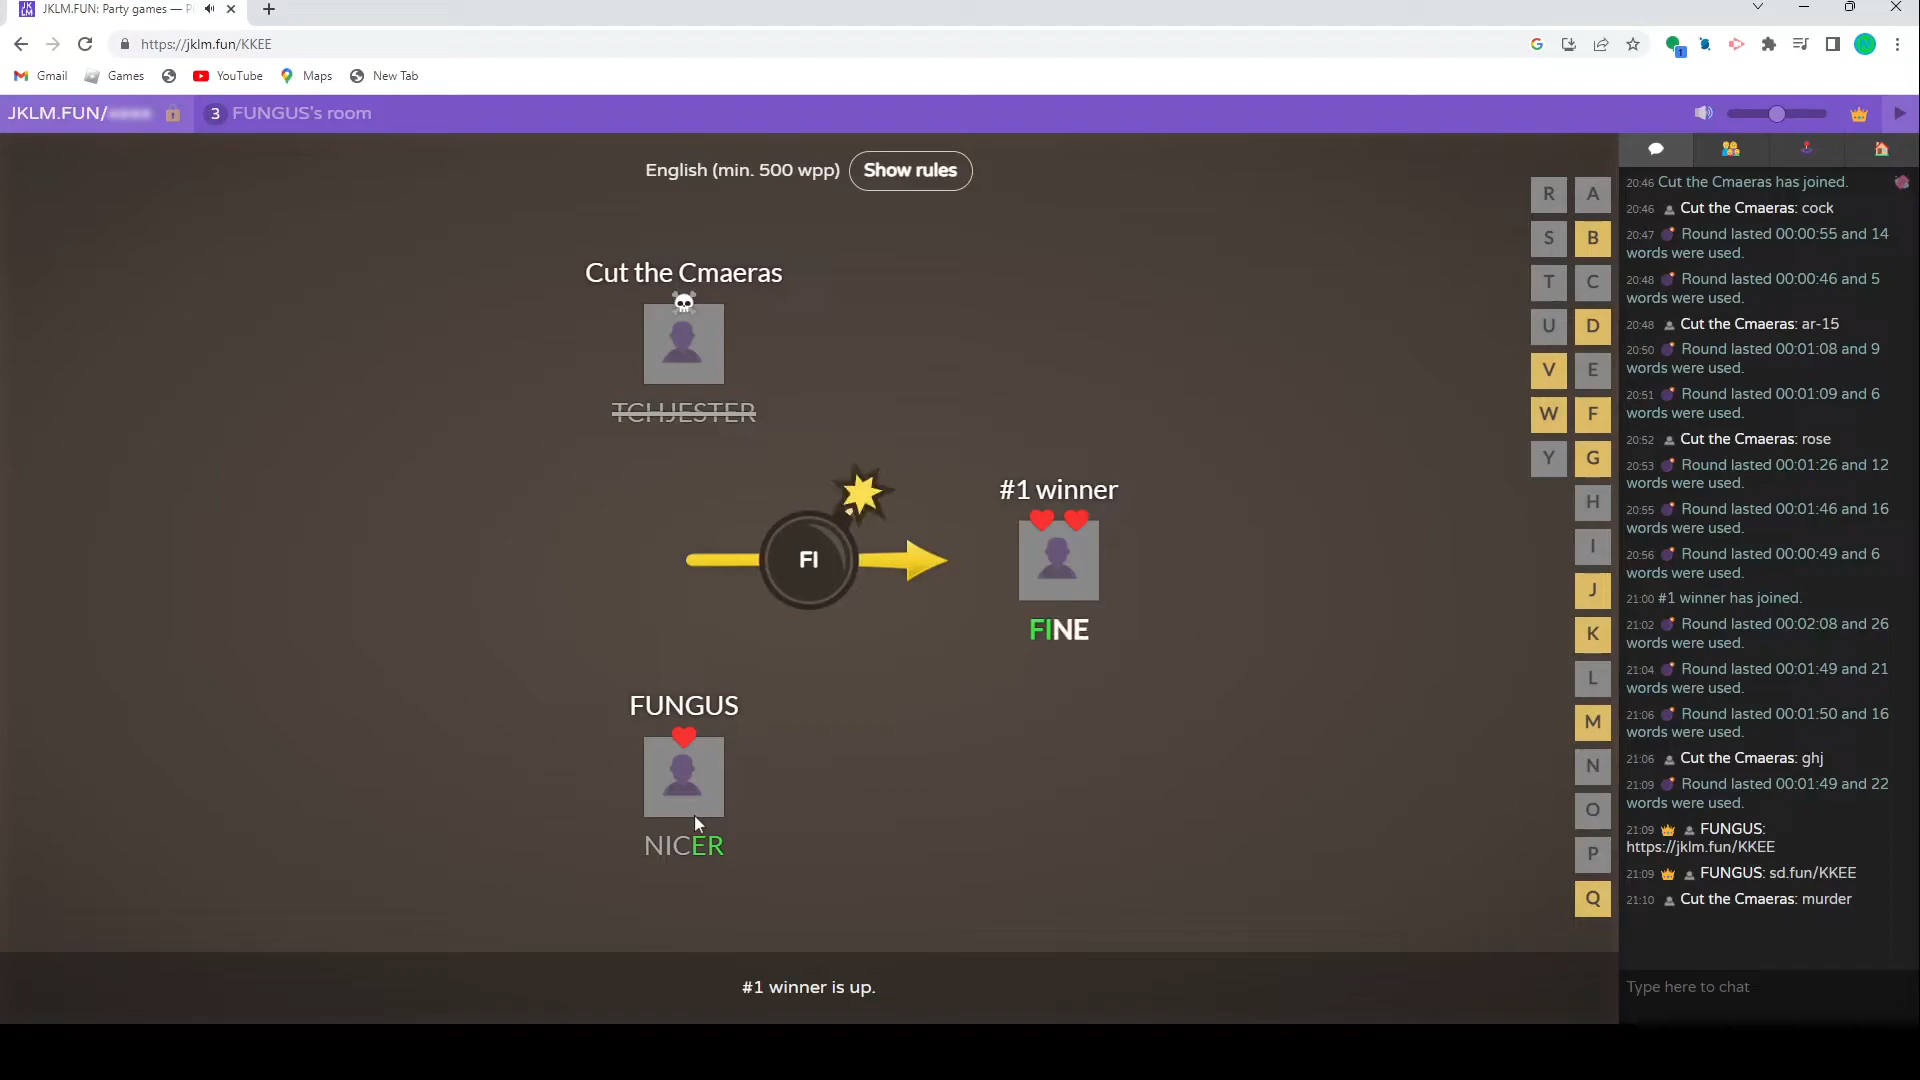 JKLM.FUN: Party games —
https://jklm.fun/KKEE
1
Gmail
Games
YouTube
Maps
New Tab
JKLM.FUN/
3 FUNGUS's room
English (min. 500 wpp)
Show rules
Cut the Cmaeras
TCHJESTER
FI
#1 winner
FINE
FUNGUS
NICER
#1 winner is up.
R A
S B
T C
U D
V E
W F
Y G
H
I
J
K
L
M
N
O
P
Q
20:46 Cut the Cmaeras has joined.
20:46 Cut the Cmaeras: cock
20:47 Round lasted 00:00:55 and 14
words were used.
20:48 Round lasted 00:00:46 and 5
words were used.
20:48 Cut the Cmaeras: ar-15
20:50 Round lasted 00:01:08 and 9
words were used.
20:51 Round lasted 00:01:09 and 6
words were used.
20:52 Cut the Cmaeras: rose
20:53 Round lasted 00:01:26 and 12
words were used.
20:55 Round lasted 00:01:46 and 16
words were used.
20:56 Round lasted 00:00:49 and 6
words were used.
21:00 #1 winner has joined.
21:02 Round lasted 00:02:08 and 26
words were used.
21:04 Round lasted 00:01:49 and 21
words were used.
21:06 Round lasted 00:01:50 and 16
words were used.
21:06 Cut the Cmaeras: ghj
21:09 Round lasted 00:01:49 and 22
words were used.
21:09 FUNGUS:
https://jklm.fun/KKEE
21:09 FUNGUS: sd.fun/KKEE
21:10 Cut the Cmaeras: murder
Type here to chat